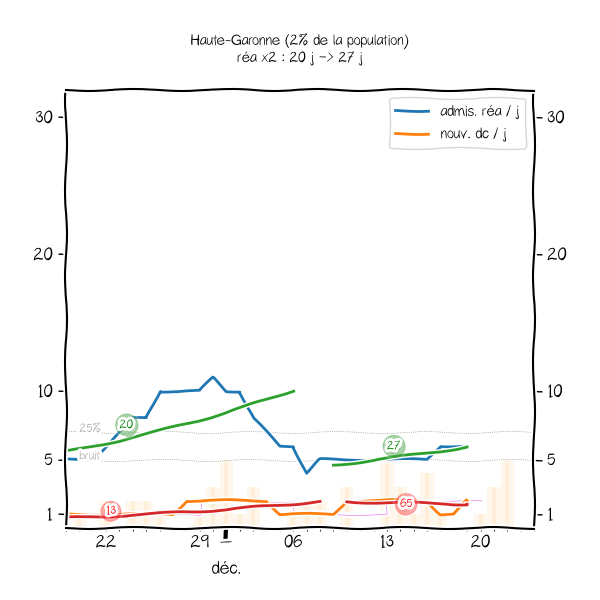 Haute-Garonne (2% de la population)
réa x2 : 20 j -> 27 j
admis. réa / j
nouv. dc / j
30 30
20 20
10 10
25%
20
27
5 bruit 5
13
65
1 1
22 29 1 06 13 20
déc.